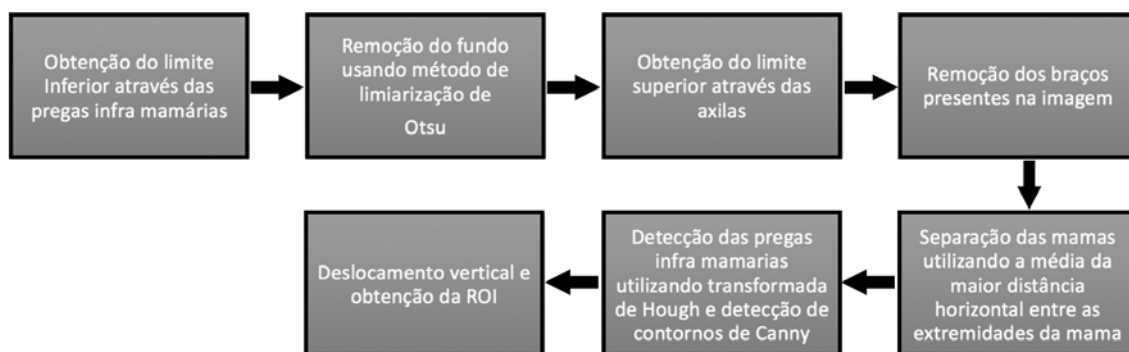 Obtenção do limite
Inferior através das
pregas infra mamárias
Remoção do fundo
usando método de
limiarização de
Otsu
Obtenção do limite
superior através das
axilas
Remoção dos braços
presentes na imagem
Separação das mamas
utilizando a média da
maior distância
horizontal entre as
extremidades da mama
Detecção das pregas
infra mamarias
utilizando transformada
de Hough e detecção de
contornos de Canny
Deslocamento vertical e
obtenção da ROI